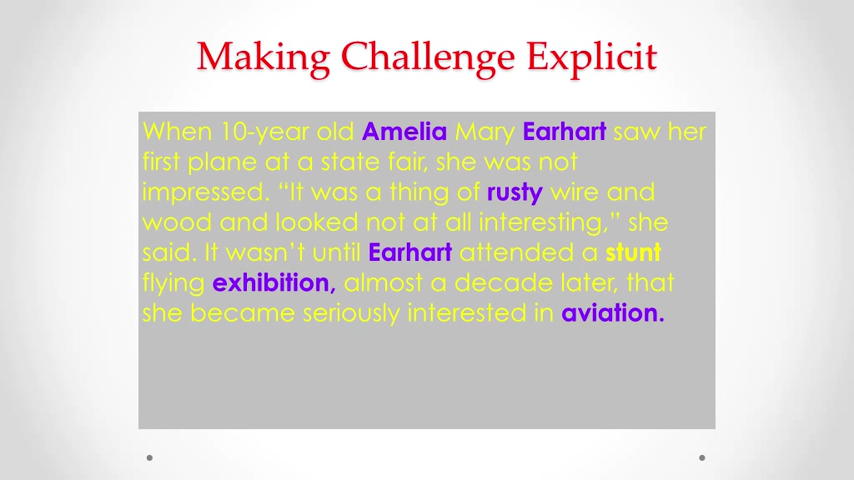 Making Challenge Explicit
When 10-year old Amelia Mary Earhart saw her
first plane at a state fair, she was not
impressed. “It was a thing of rusty wire and
wood and looked not at all interesting,” she
said. It wasn’t until Earhart attended a stunt
flying exhibition, almost a decade later, that
she became seriously interested in aviation.